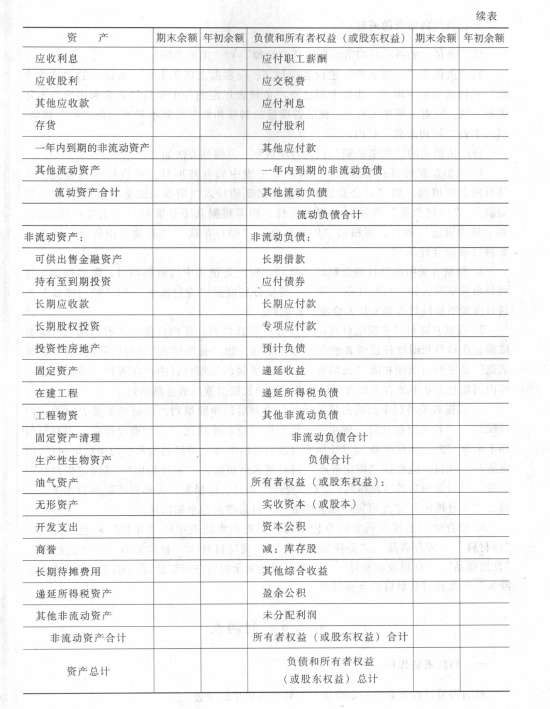 续表
资 产 期末余额 年初余额 负债和所有者权益（或股东权益） 期末余额 年初余额
应收利息 应付职工薪酬
应收股利 应交税费
其他应收款 应付利息
存货 应付股利
一年内到期的非流动资产 其他应付款
其他流动资产 一年内到期的非流动负债
流动资产合计 其他流动负债
流动负债合计
非流动资产： 非流动负债：
可供出售金融资产 长期借款
持有至到期投资 应付债券
长期应收款 长期应付款
长期股权投资 专项应付款
投资性房地产 预计负债
固定资产 递延收益
在建工程 递延所得税负债
工程物资 其他非流动负债
固定资产清理 非流动负债合计
生产性生物资产 负债合计
油气资产 所有者权益（或股东权益）：
无形资产 实收资本（或股本）
开发支出 资本公积
商誉 减：库存股
长期待摊费用 其他综合收益
递延所得税资产 盈余公积
其他非流动资产 未分配利润
非流动资产合计 所有者权益（或股东权益）合计
资产总计 负债和所有者权益
（或股东权益）总计